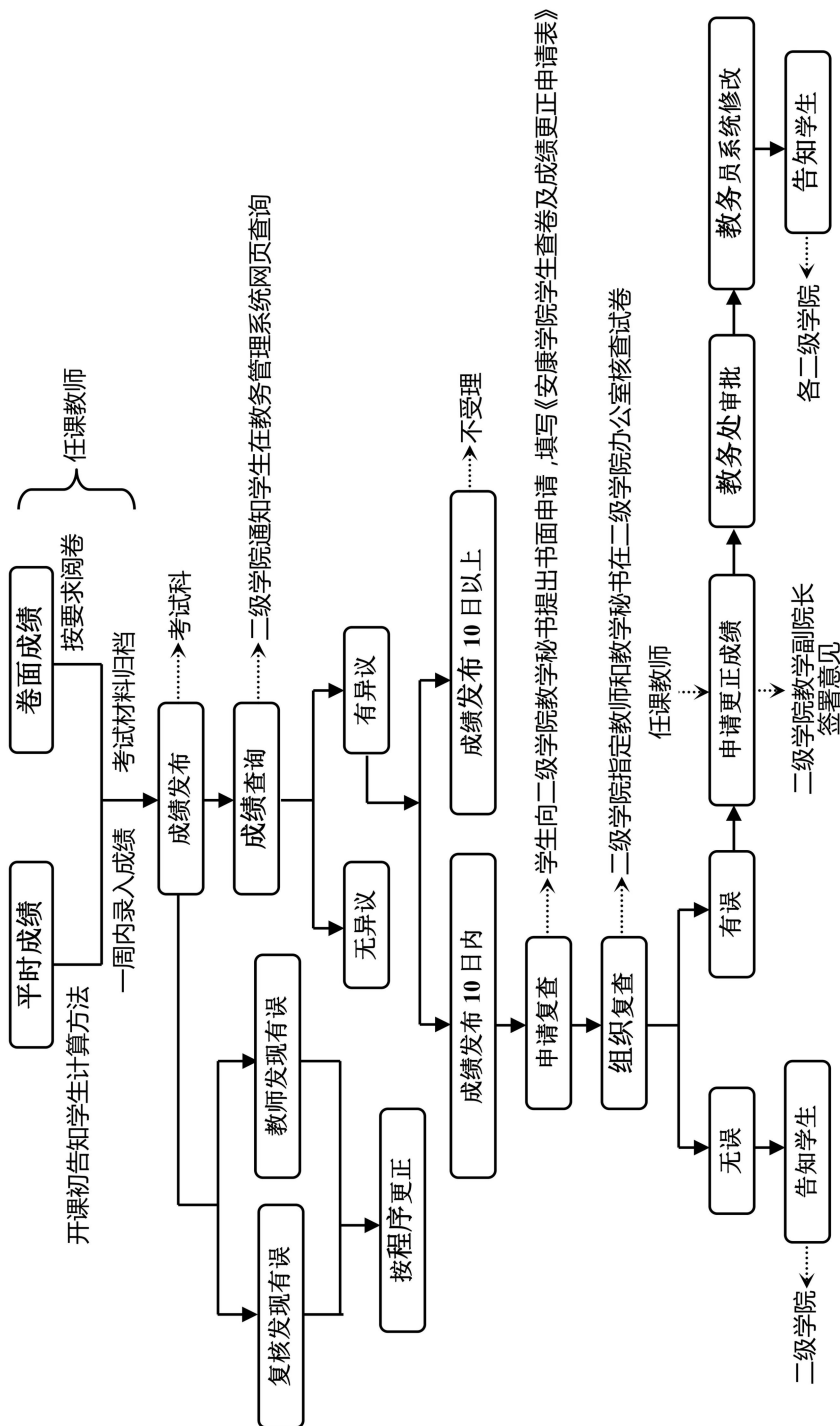 平时成绩
卷面成绩
任课教师
开课初告知学生计算方法
按要求阅卷
一周内录入成绩
考试材料归档
成绩发布
考试科
成绩查询
二级学院通知学生在教务管理系统网页查询
复核发现有误
教师发现有误
无异议
有异议
按程序更正
成绩发布 10 日内
成绩发布 10 日以上
不受理
申请复查
学生向二级学院教学秘书提出书面申请,填写《安康学院学生查卷及成绩更正申请表》
组织复查
二级学院指定教师和教学秘书在二级学院办公室核查试卷
任课教师
无误
有误
申请更正成绩
教务处审批
教务员系统修改
二级学院
告知学生
二级学院教学副院长
签署意见
各二级学院
告知学生